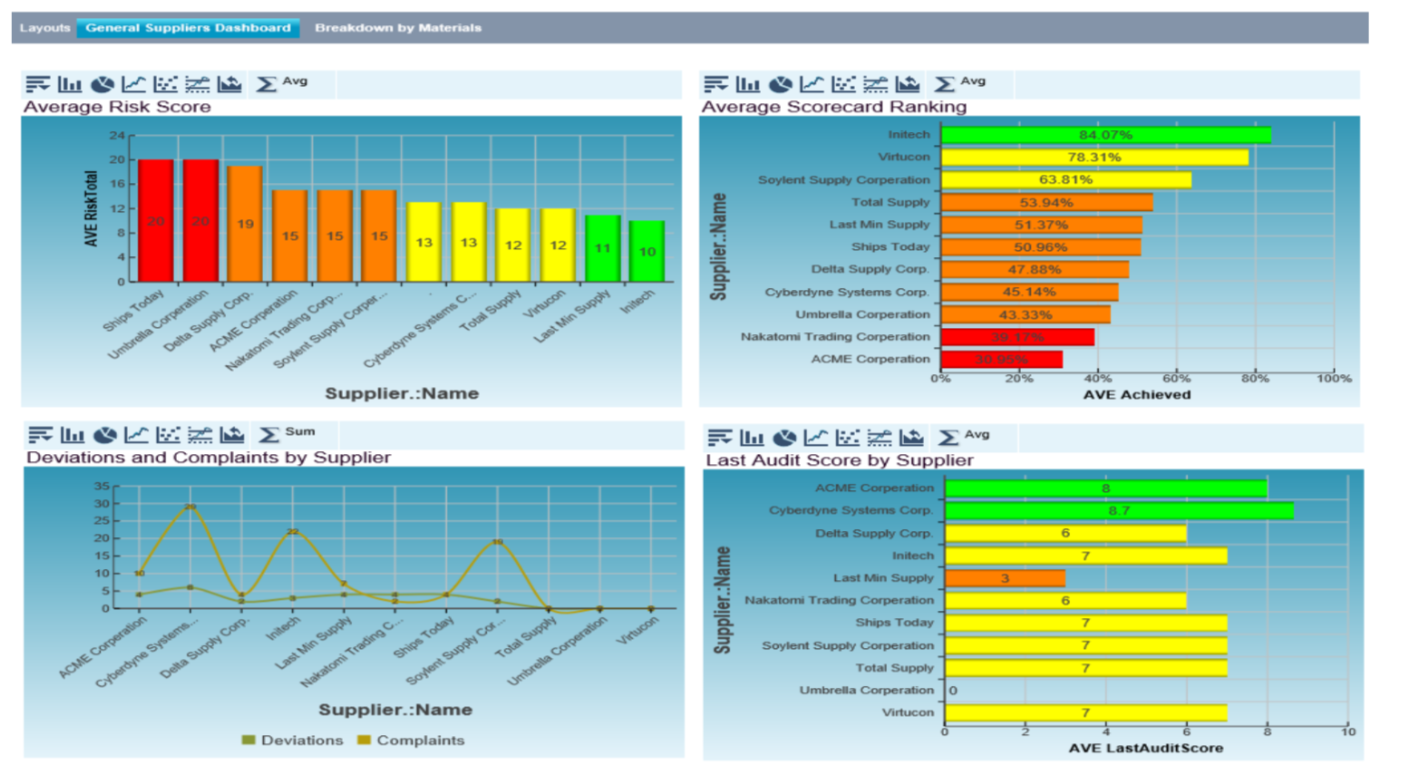 Layouts General Suppliers Dashboard Breakdown by Materials
Avg
Average Risk Score
24
20
16
12
8
4
0
AVE RiskTotal
20 20 19 15 15 15 13 13 12 12 11 10
Ships Today
Umbrella Corperation
Delta Supply Corp.
ACME Corperation
Nakatomi Trading Corp...
Soylent Supply Corper...
.
Cyberdyne Systems C...
Total Supply
Virtucon
Last Min Supply
Initech
Supplier.::Name
Avg
Average Scorecard Ranking
Supplier.::Name
Initech 84.07%
Virtucon 78.31%
Soylent Supply Corporation 63.81%
Total Supply 53.94%
Last Min Supply 51.37%
Ships Today 50.96%
Delta Supply Corp. 47.88%
Cyberdyne Systems Corp. 45.14%
Umbrella Corperation 43.33%
Nakatomi Trading Corperation 39.17%
ACME Corperation 30.95%
0% 20% 40% 60% 80% 100%
AVE Achieved
Sum
Deviations and Complaints by Supplier
35
30
25
20
15
10
5
0
10 22 7
ACME Corperation
Cyberdyne Systems...
Delta Supply Corp.
Initech
Last Min Supply
Nakatomi Trading C...
Ships Today
Soylent Supply Cor...
Total Supply
Umbrella Corperation
Virtucon
Supplier.::Name
Deviations Complaints
Avg
Last Audit Score by Supplier
Supplier.::Name
ACME Corperation 8
Cyberdyne Systems Corp. 8.7
Delta Supply Corp. 6
Initech 7
Last Min Supply 3
Nakatomi Trading Corperation 6
Ships Today 7
Soylent Supply Corporation 7
Total Supply 7
Umbrella Corperation 0
Virtucon 7
0 2 4 6 8 10
AVE LastAuditScore